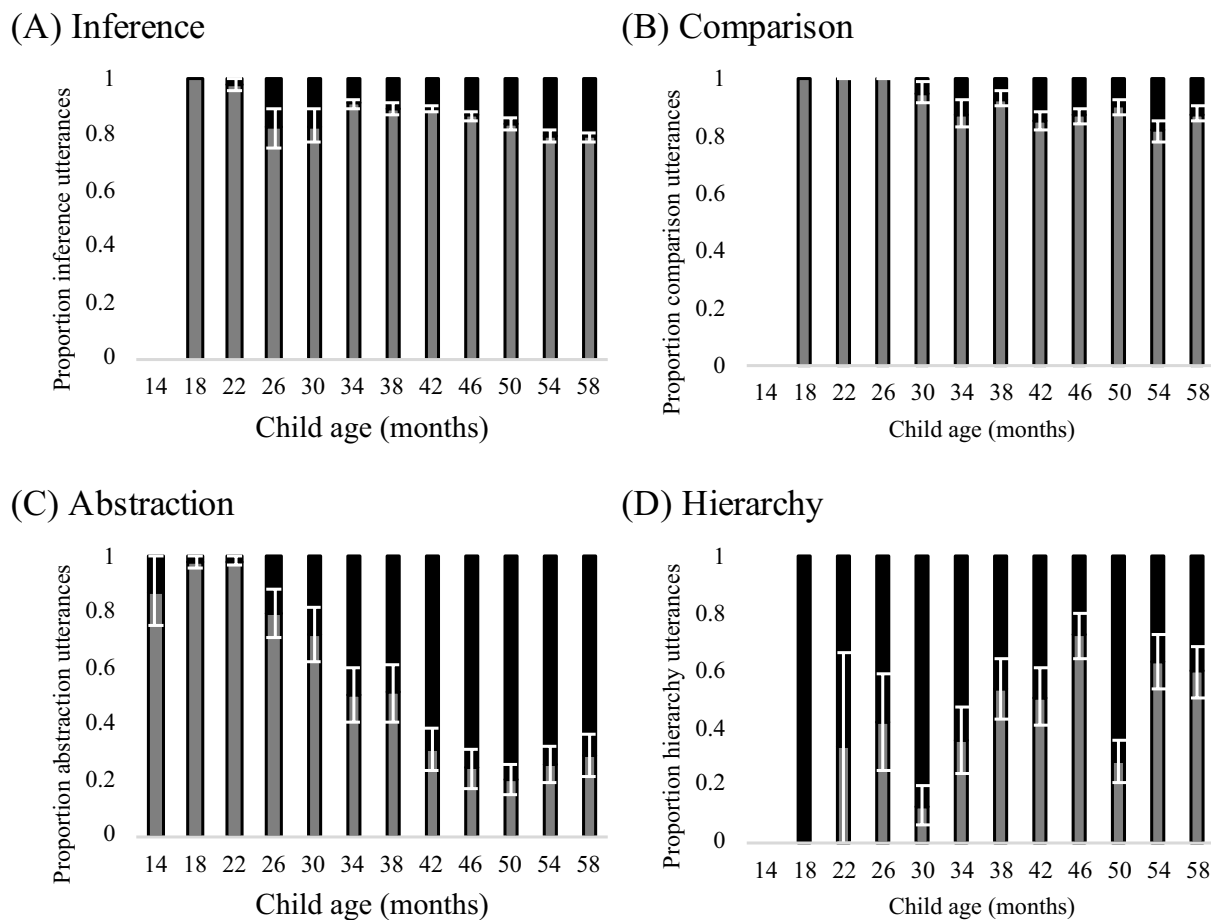 (A) Inference
Proportion inference utterances
1
0.8
0.6
0.4
0.2
0
14 18 22 26 30 34 38 42 46 50 54 58
Child age (months)
(B) Comparison
Proportion comparison utterances
1
0.8
0.6
0.4
0.2
0
14 18 22 26 30 34 38 42 46 50 54 58
Child age (months)
(C) Abstraction
Proportion abstraction utterances
1
0.8
0.6
0.4
0.2
0
14 18 22 26 30 34 38 42 46 50 54 58
Child age (months)
(D) Hierarchy
Proportion hierarchy utterances
1
0.8
0.6
0.4
0.2
0
14 18 22 26 30 34 38 42 46 50 54 58
Child age (months)